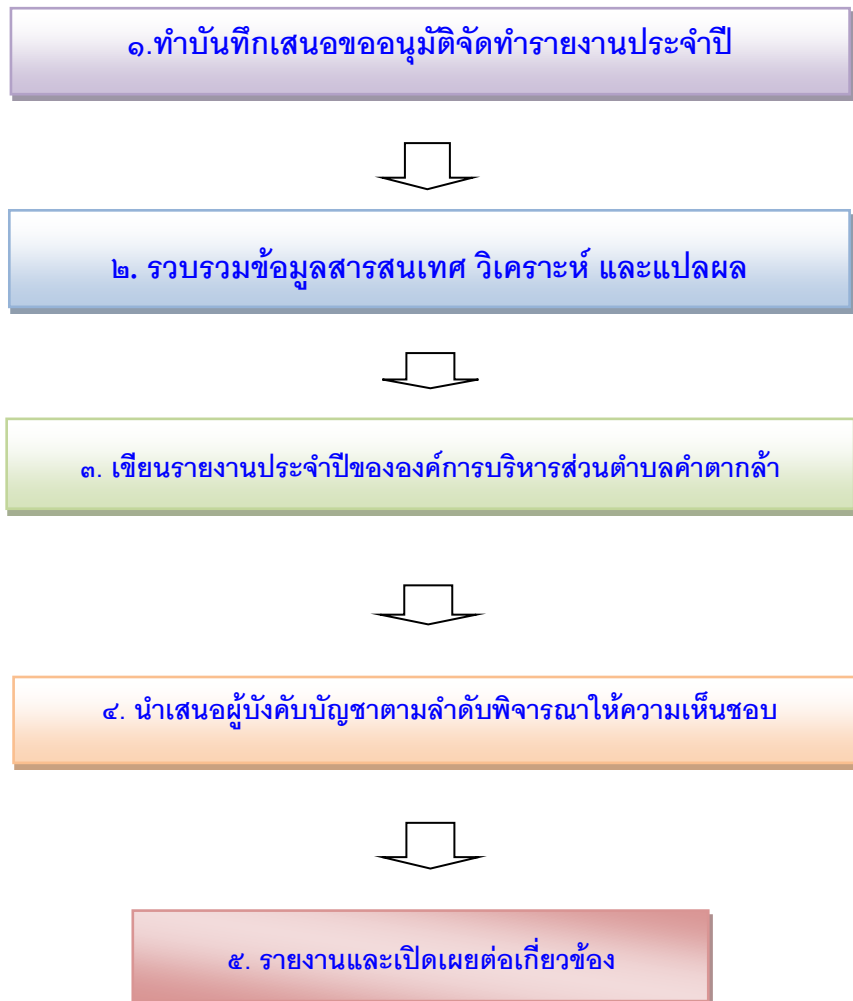 ๑.ทำบันทึกเสนอขออนุมัติจัดทำรายงานประจำปี
๒. รวบรวมข้อมูลสารสนเทศ วิเคราะห์ และแปลผล
๓. เขียนรายงานประจำปีขององค์การบริหารส่วนตำบลคำตากล้า
๔. นำเสนอผู้บังคับบัญชาตามลำดับพิจารณาให้ความเห็นชอบ
๕. รายงานและเปิดเผยต่อเกี่ยวข้อง